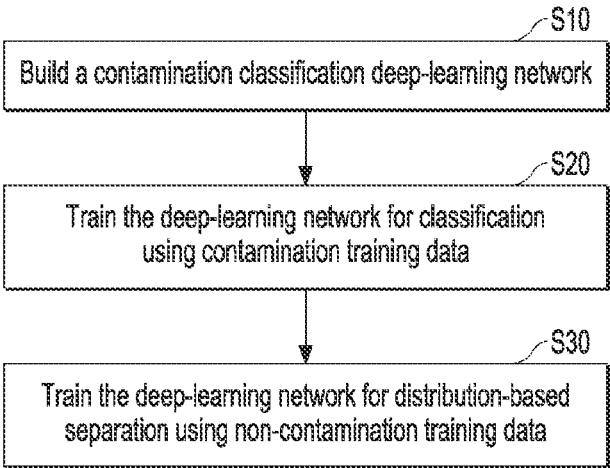 S10
Build a contamination classification deep-learning network
S20
Train the deep-learning network for classification
using contamination training data
S30
Train the deep-learning network for distribution-based
separation using non-contamination training data